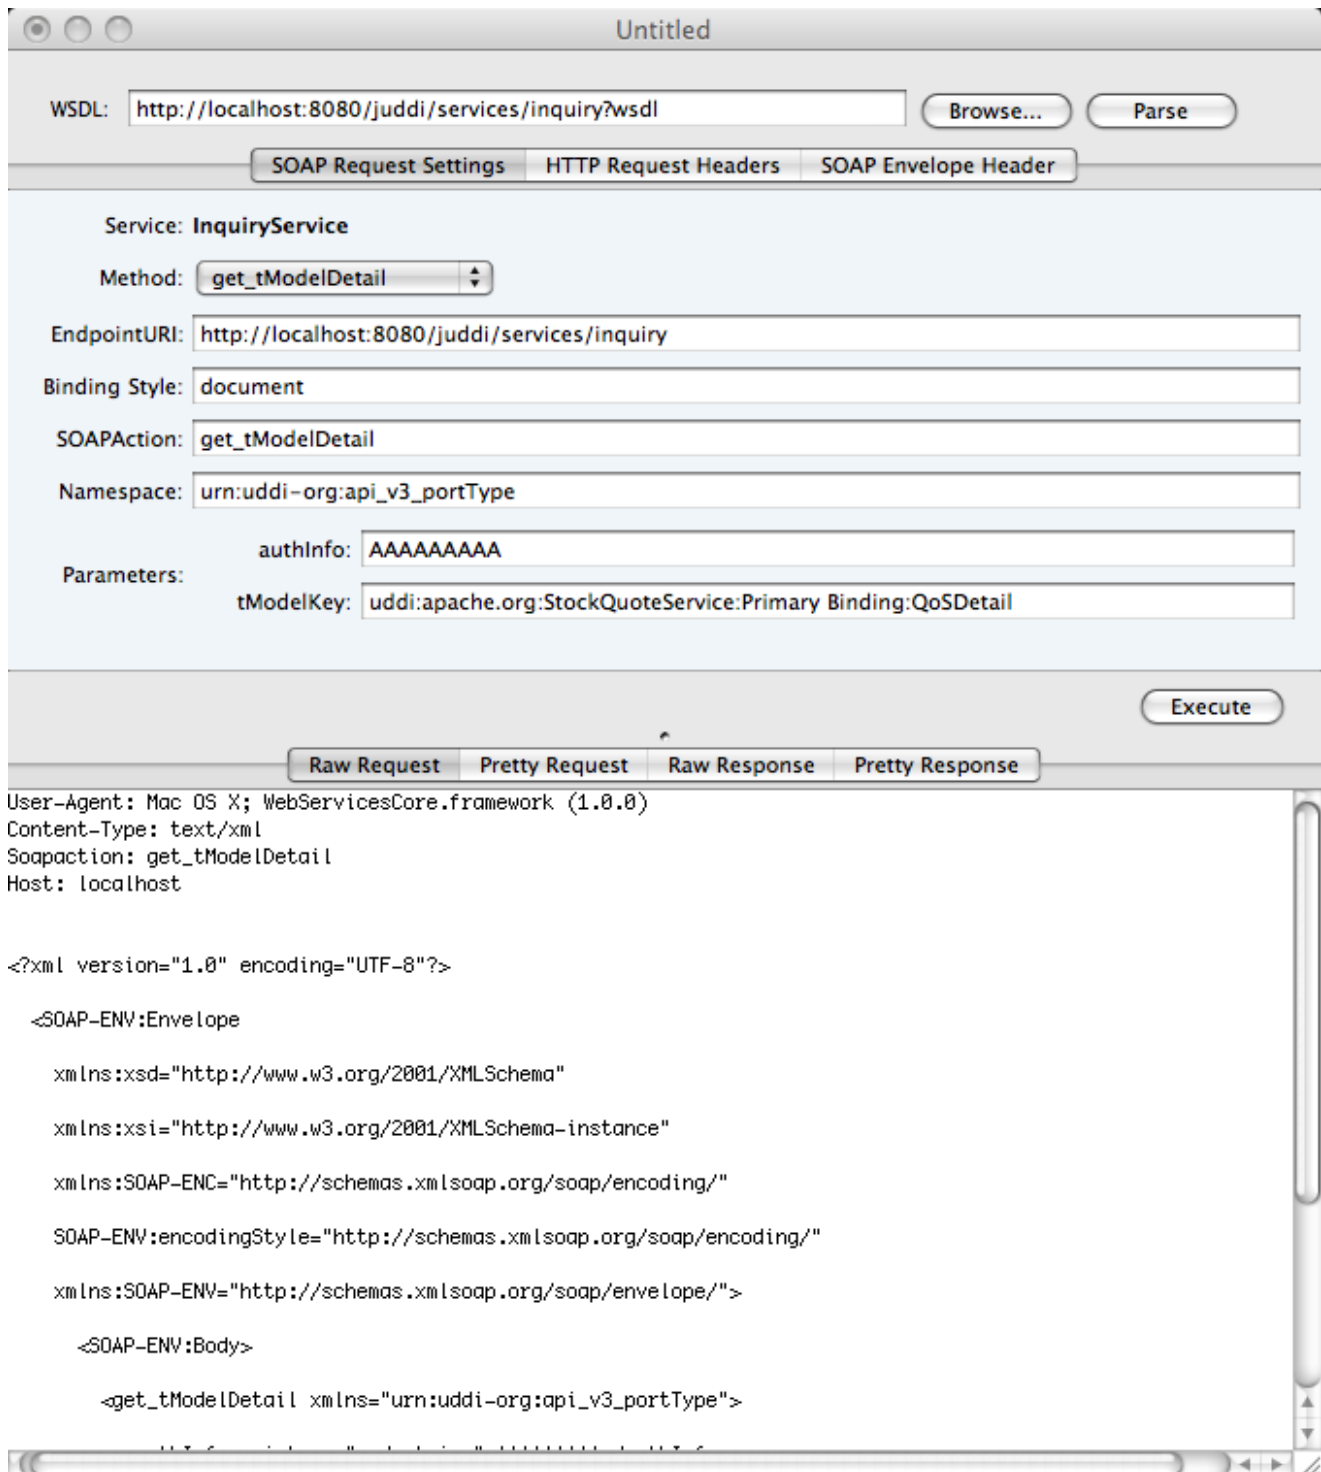 Untitled
WSDL: http://localhost:8080/juddi/services/inquiry?wsdl Browse... Parse
SOAP Request Settings HTTP Request Headers SOAP Envelope Header
Service: InquiryService
Method: get_tModelDetail
EndpointURI: http://localhost:8080/juddi/services/inquiry
Binding Style: document
SOAPAction: get_tModelDetail
Namespace: urn:uddi-org:api_v3_portType
Parameters:
authInfo: AAAAAAAAA
tModelKey: uddi:apache.org:StockQuoteService:Primary Binding:QoSDetail
Execute
Raw Request Pretty Request Raw Response Pretty Response
User-Agent: Mac OS X; WebServicesCore.framework (1.0.0)
Content-Type: text/xml
Soapaction: get_tModelDetail
Host: localhost
<?xml version="1.0" encoding="UTF-8"?>
<SOAP-ENV:Envelope
xmlns:xsd="http://www.w3.org/2001/XMLSchema"
xmlns:xsi="http://www.w3.org/2001/XMLSchema-instance"
xmlns:SOAP-ENC="http://schemas.xmlsoap.org/soap/encoding/"
SOAP-ENV:encodingStyle="http://schemas.xmlsoap.org/soap/encoding/"
xmlns:SOAP-ENV="http://schemas.xmlsoap.org/soap/envelope/">
<SOAP-ENV:Body>
<get_tModelDetail xmlns="urn:uddi-org:api_v3_portType">